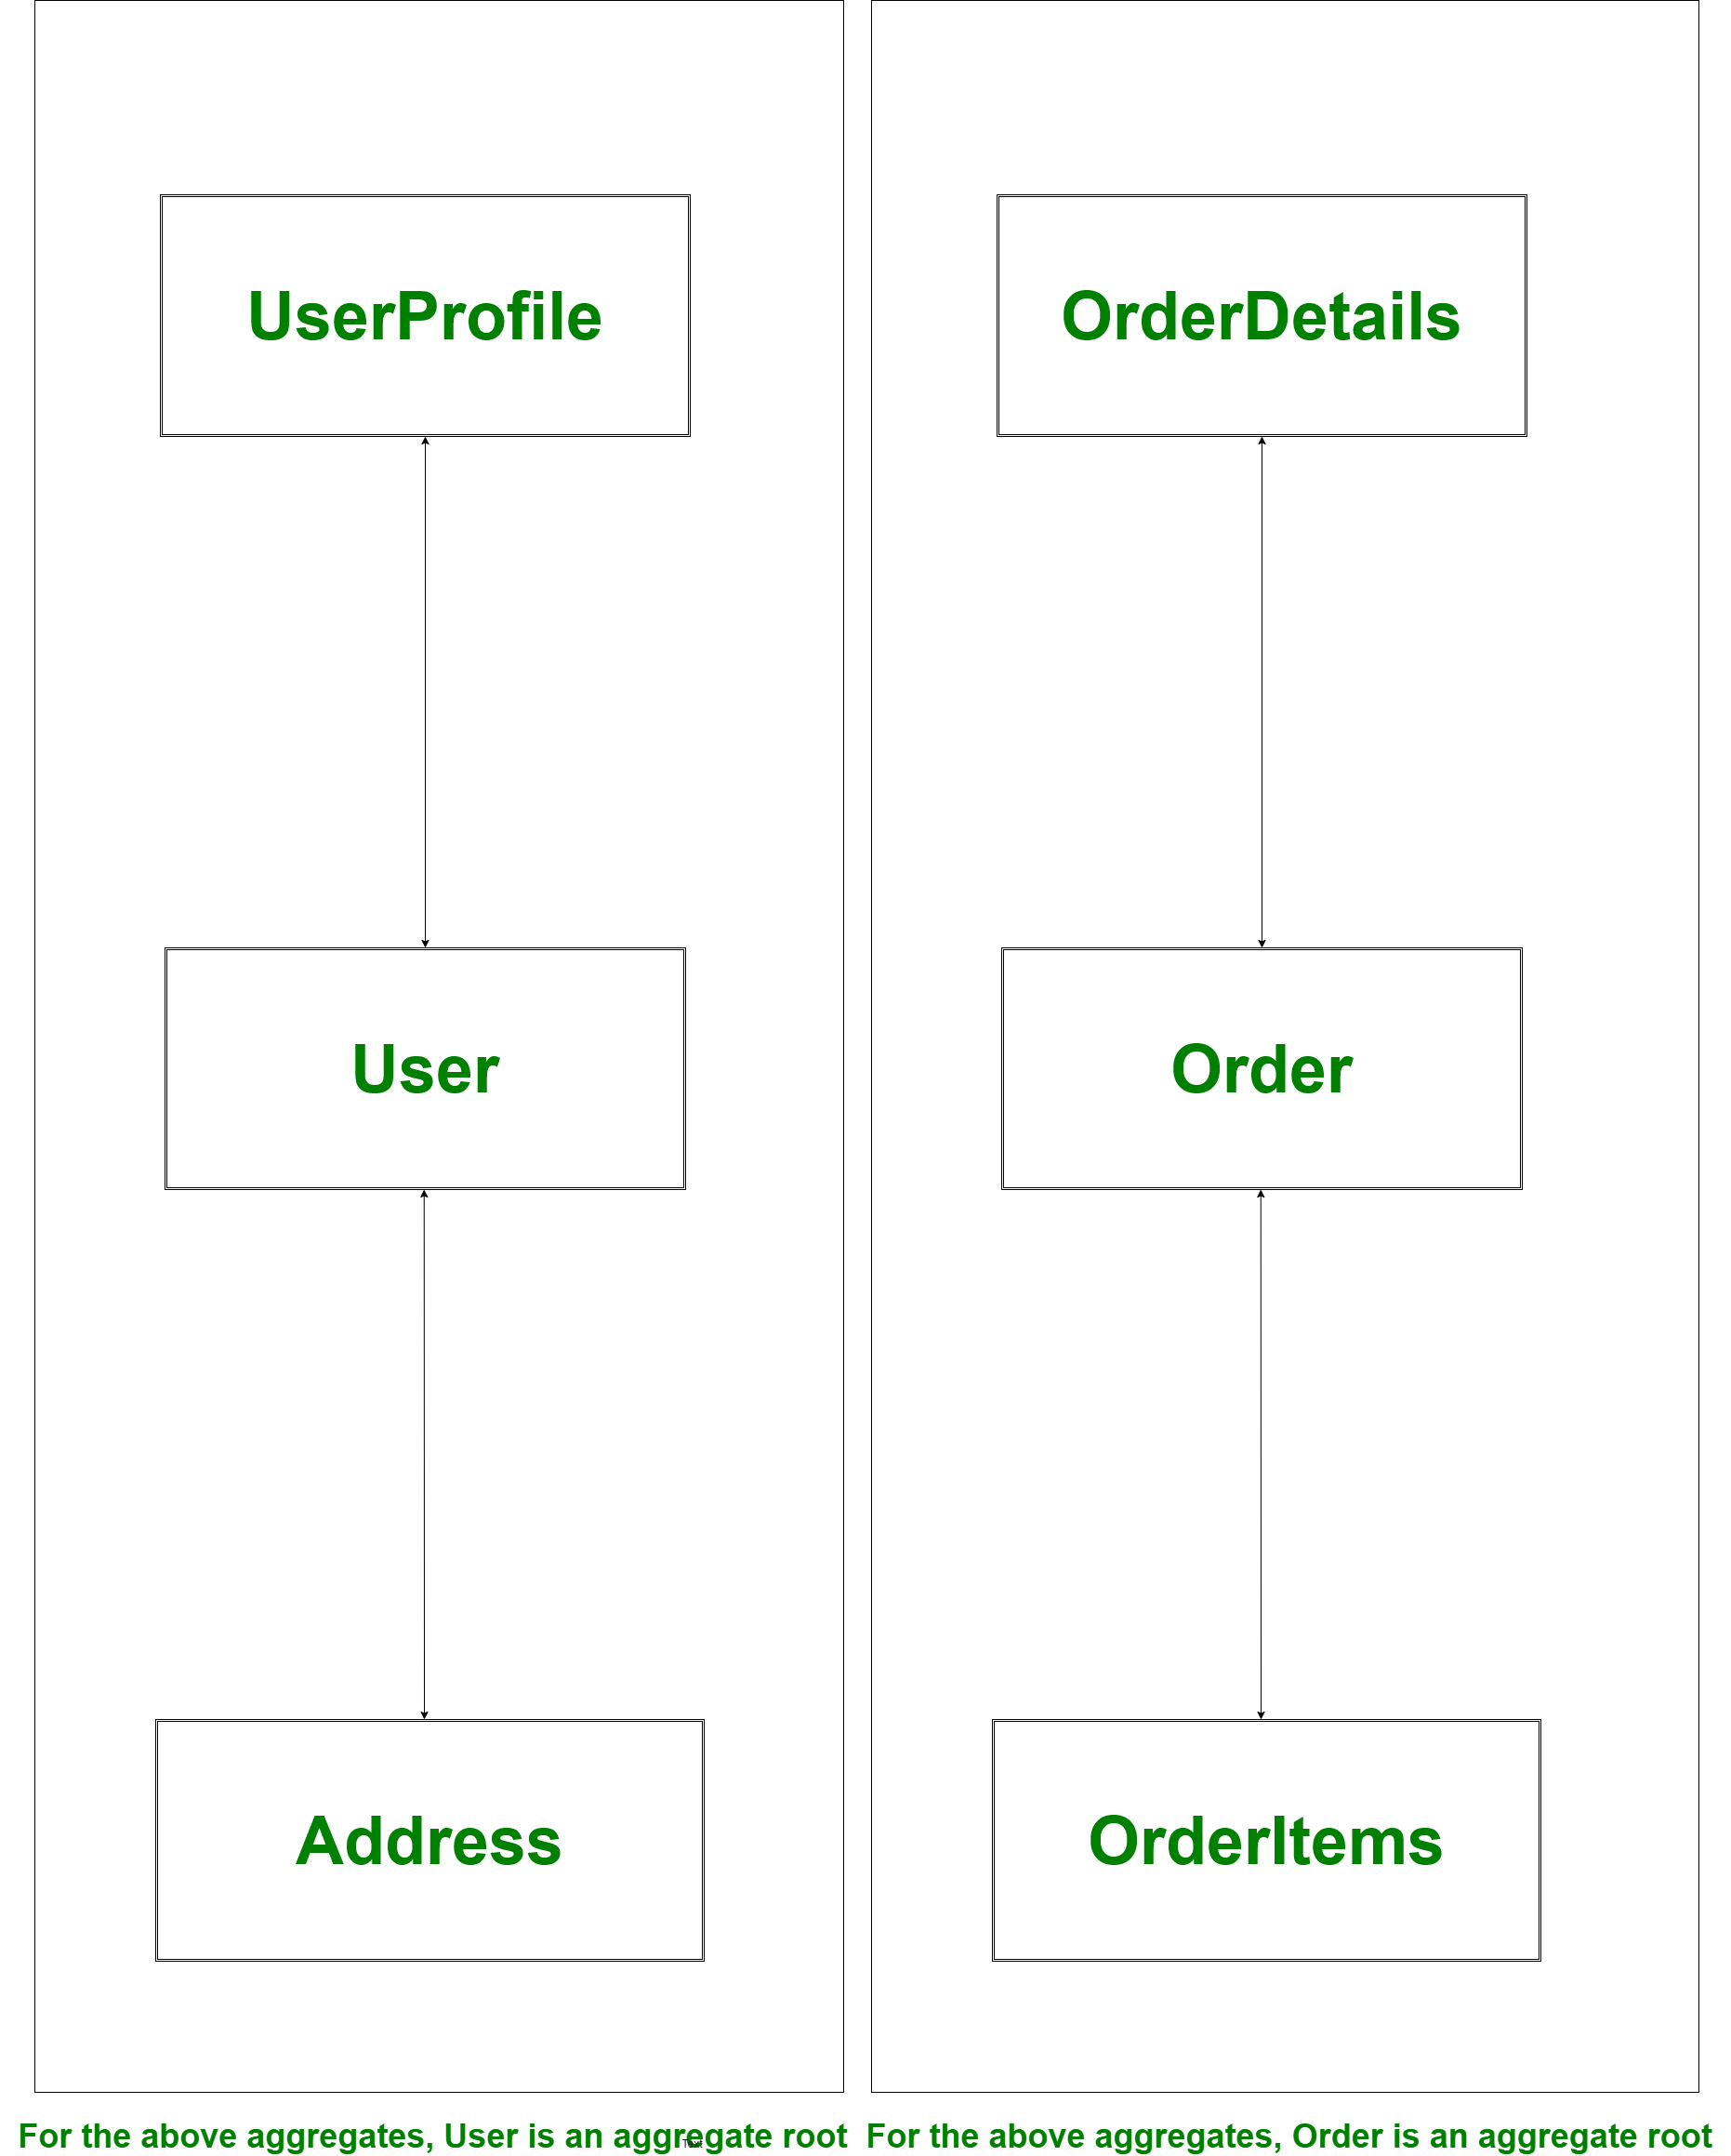 UserProfile
User
Address
For the above aggregates, User is an aggregate root
Text
OrderDetails
Order
OrderItems
For the above aggregates, Order is an aggregate root